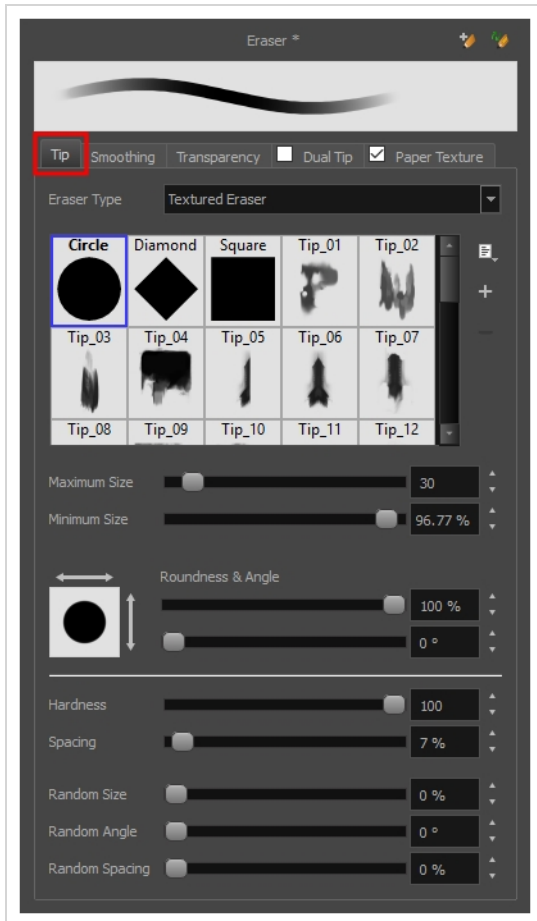 Eraser *
Tip Smoothing Transparency Dual Tip Paper Texture
Eraser Type Textured Eraser
Circle Diamond Square Tip_01 Tip_02
Tip_03 Tip_04 Tip_05 Tip_06 Tip_07
Tip_08 Tip_09 Tip_10 Tip_11 Tip_12
Maximum Size 30
Minimum Size 96.77 %
Roundness & Angle
100 %
0 °
Hardness 100
Spacing 7 %
Random Size 0 %
Random Angle 0 °
Random Spacing 0 %